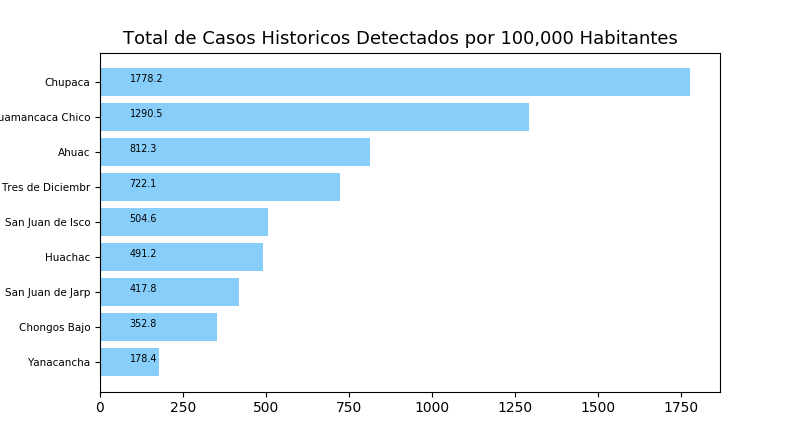 Total de Casos Historicos Detectados por 100,000 Habitantes
Chupaca 1778.2
uamancaca Chico 1290.5
Ahuac 812.3
Tres de Diciembr 722.1
San Juan de Isco 504.6
Huachac 491.2
San Juan de Jarp 417.8
Chongos Bajo 352.8
Yanacancha 178.4
0 250 500 750 1000 1250 1500 1750